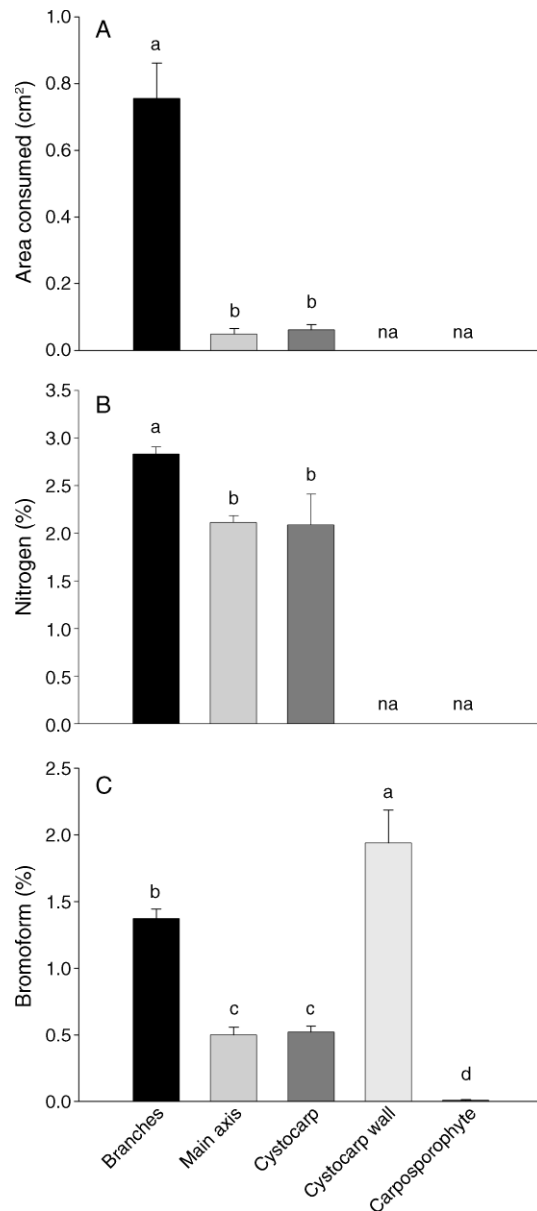 A
Area consumed (cm²)
1.0
0.8
0.6
0.4
0.2
0.0
a
b
b
na
na
B
Nitrogen (%)
3.5
3.0
2.5
2.0
1.5
1.0
0.5
0.0
a
b
b
na
na
C
Bromoform (%)
2.5
2.0
1.5
1.0
0.5
0.0
b
c
c
a
d
Branches
Main axis
Cystocarp
Cystocarp wall
Carposporophyte